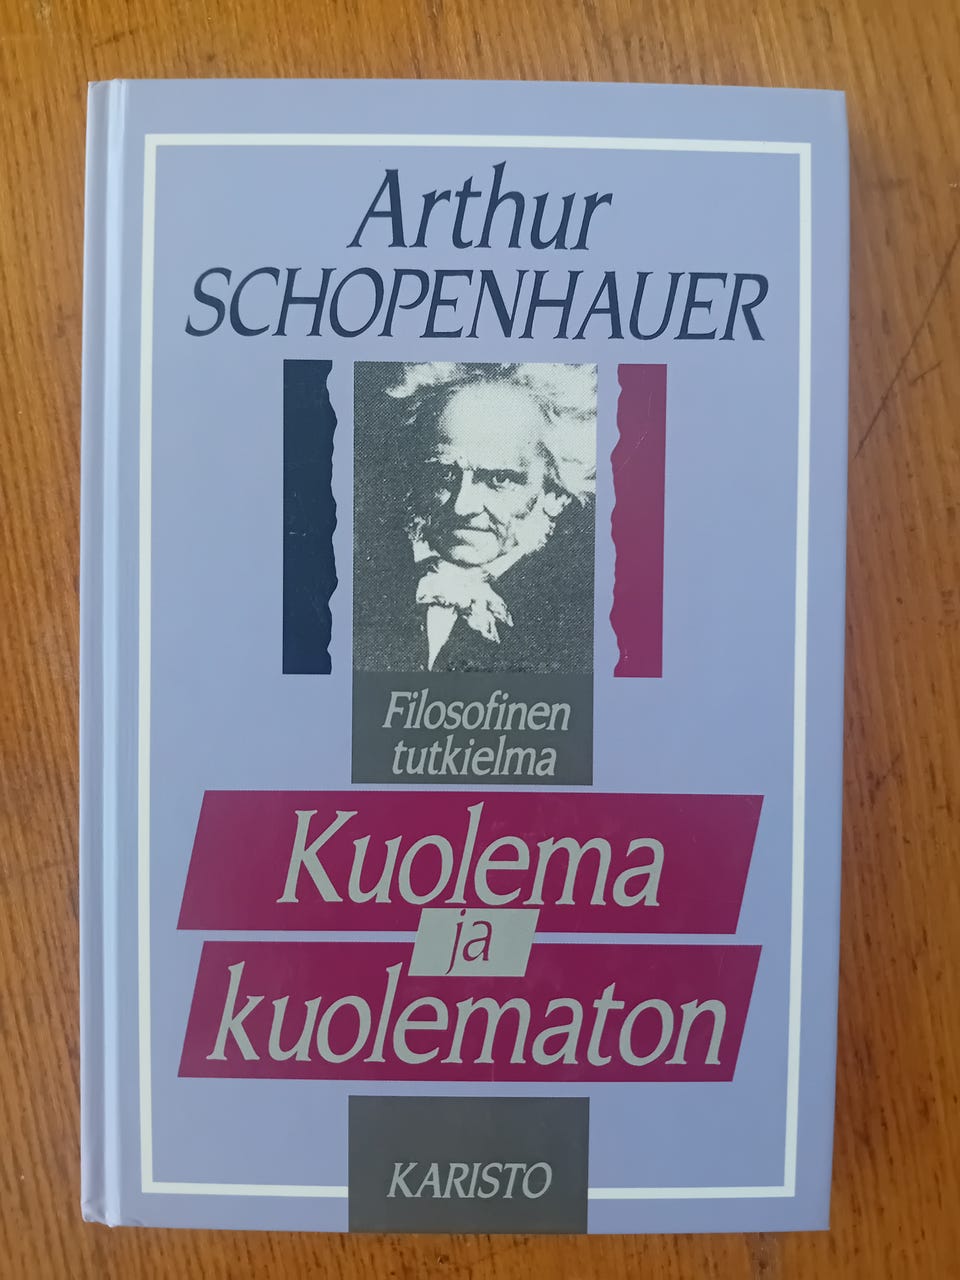 Arthur
SCHOPENHAUER
Filosofinen
tutkielma
Kuolema
ja
kuolematon
KARISTO